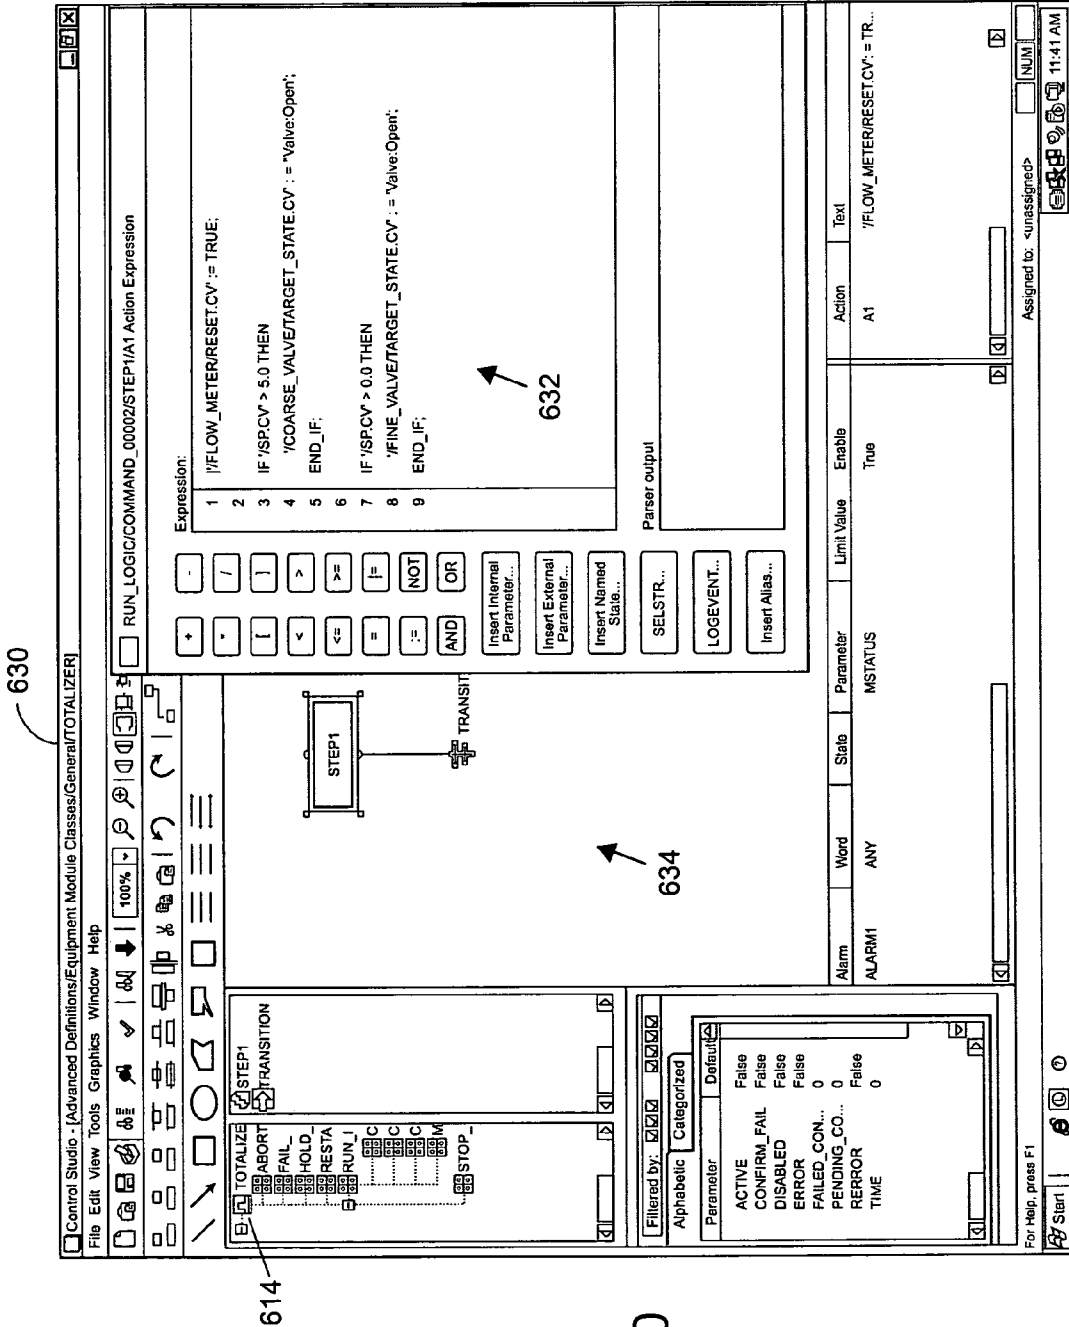 630
Control Studio - [Advanced Definitions/Equipment Module Classes/General/TOTALIZER]
File Edit View Tools Graphics Window Help
100%
614
TOTALIZE
ABORT
FAIL_
HOLD_
RESTA
RUN_I
C
C
C
M
STOP_
STEP1
TRANSITION
Filtered by:
Alphabetic
Categorized
Parameter Default
ACTIVE False
CONFIRM_FAIL False
DISABLED False
ERROR False
FAILED_CON... 0
PENDING_CO... 0
RERROR False
TIME 0
STEP1
TRANSIT
634
RUN_LOGIC/COMMAND_00002/STEP1/A1 Action Expression
+ -
* /
[ ]
< >
<= >=
= !=
:= NOT
AND OR
Insert Internal
Parameter...
Insert External
Parameter...
Insert Named
State...
SELSTR...
LOGEVENT...
Insert Alias...
Expression:
1 '/FLOW_METER/RESET.CV' := TRUE;
2
3 IF '/SP.CV' > 5.0 THEN
4 '/COARSE_VALVE/TARGET_STATE.CV' : = 'Valve:Open';
5 END_IF;
6
7 IF '/SP.CV' > 0.0 THEN
8 '/FINE_VALVE/TARGET_STATE.CV' : = 'Valve:Open';
9 END_IF;
632
Parser output
Alarm Word State Parameter Limit Value Enable
ALARM1 ANY MSTATUS True
Action Text
A1 '/FLOW_METER/RESET.CV': = TR...
For Help, press F1
Assigned to: <unassigned>
NUM
Start
11:41 AM